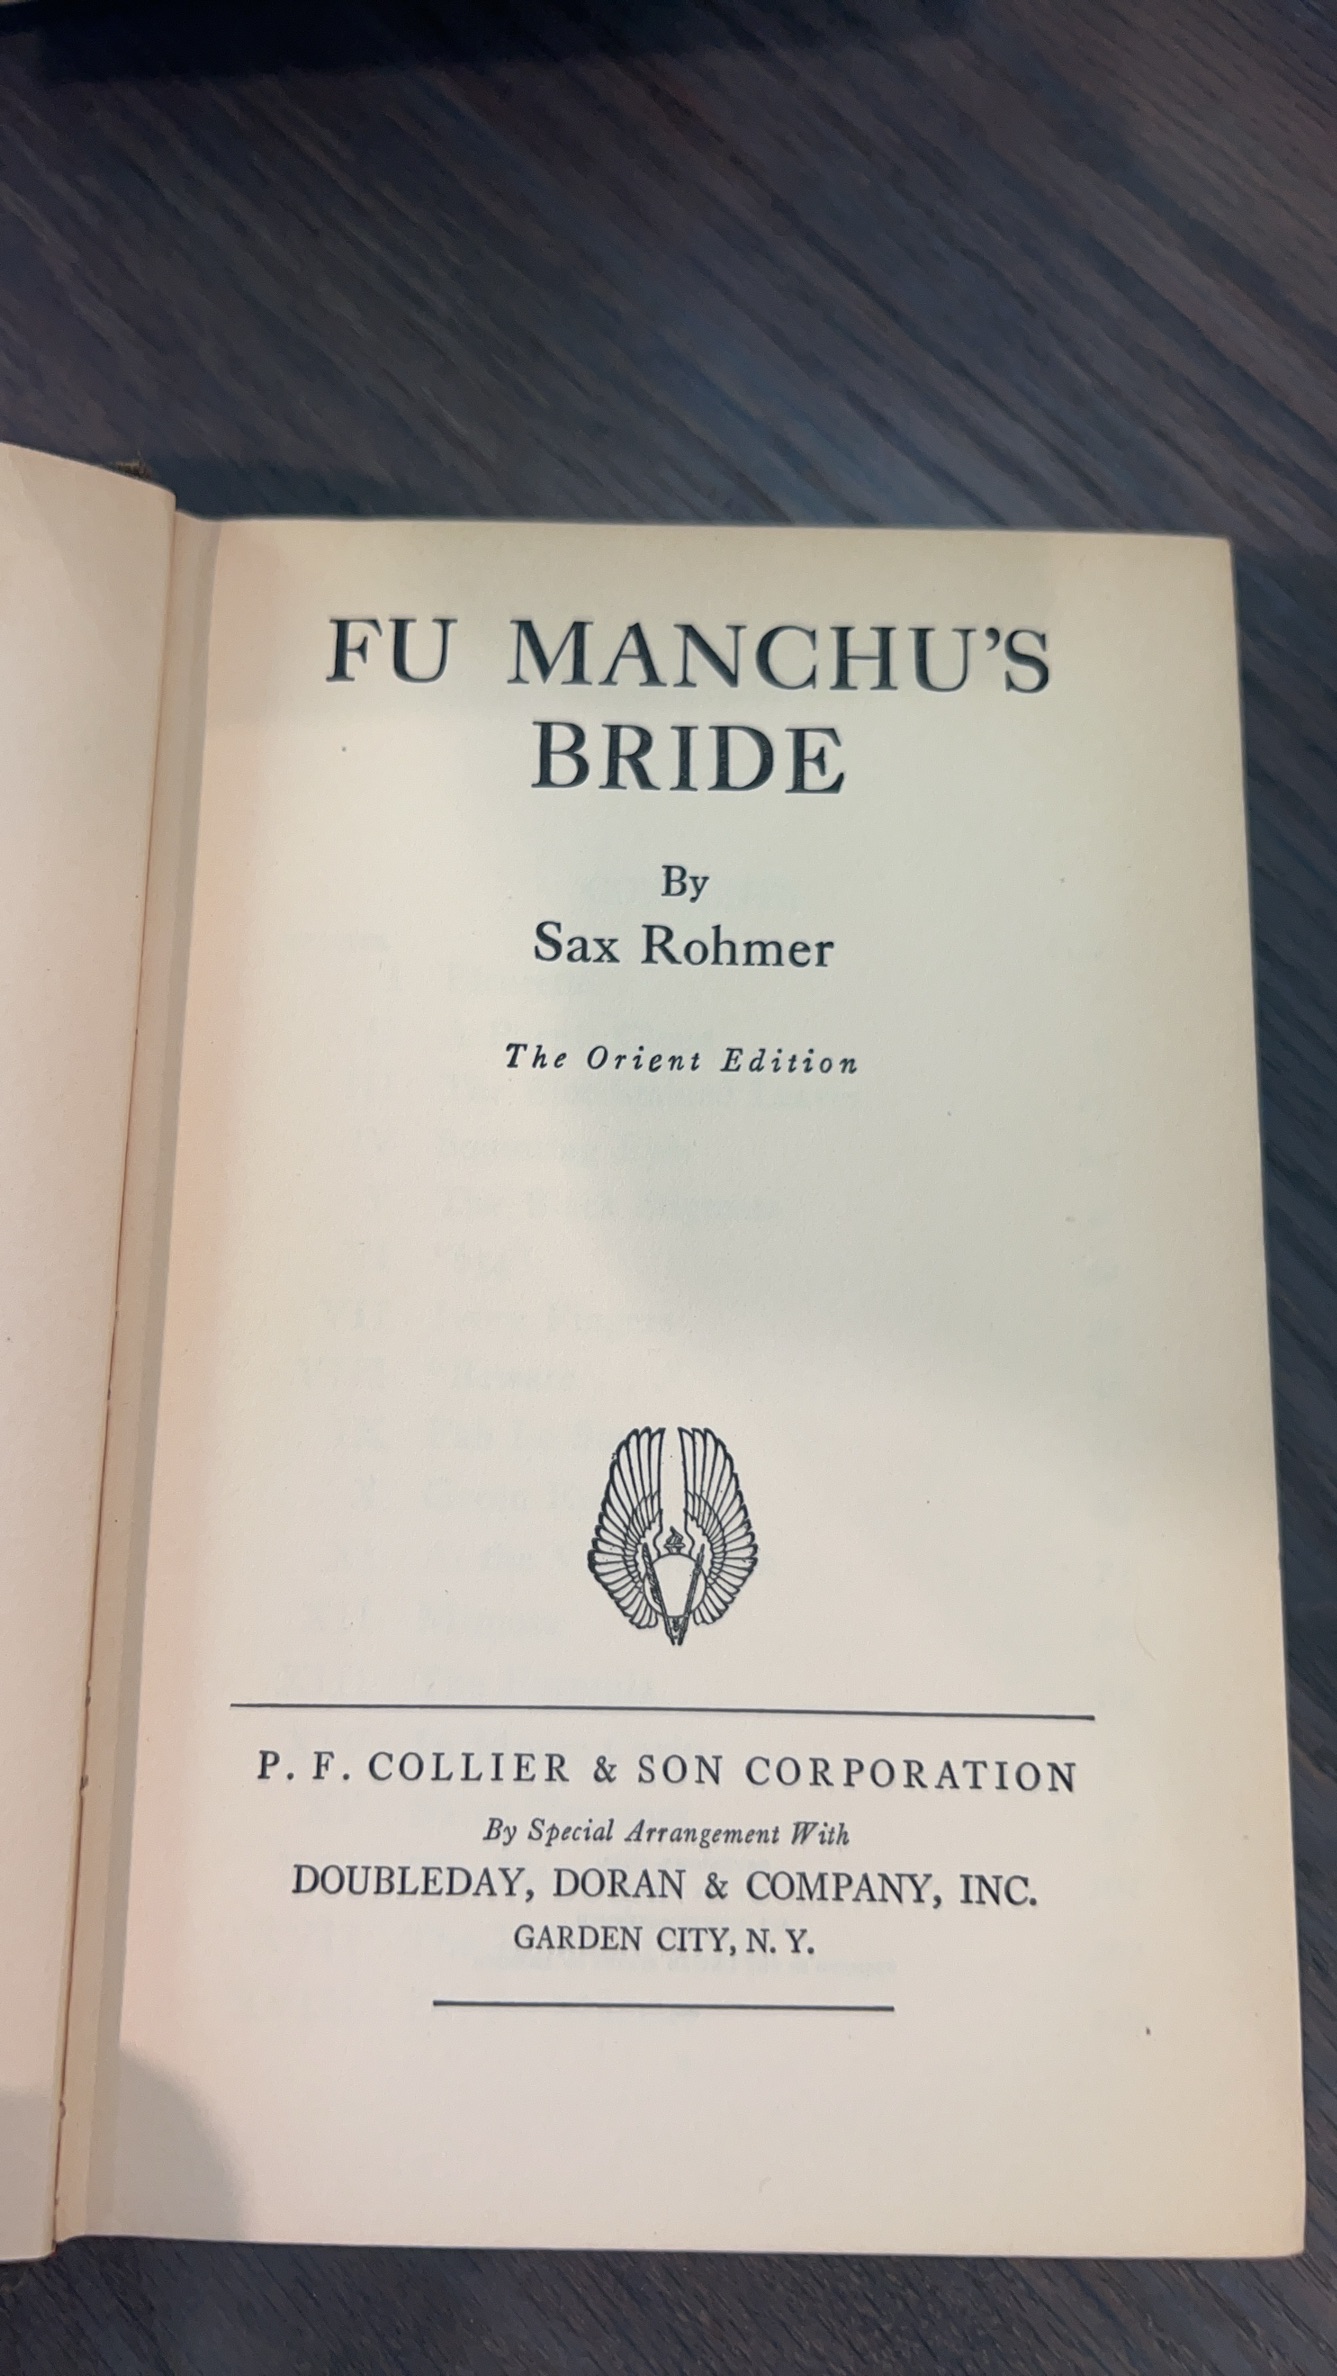 FU MANCHU'S
BRIDE
By
Sax Rohmer
The Orient Edition
P. F. COLLIER & SON CORPORATION
By Special Arrangement With
DOUBLEDAY, DORAN & COMPANY, INC.
GARDEN CITY, N. Y.